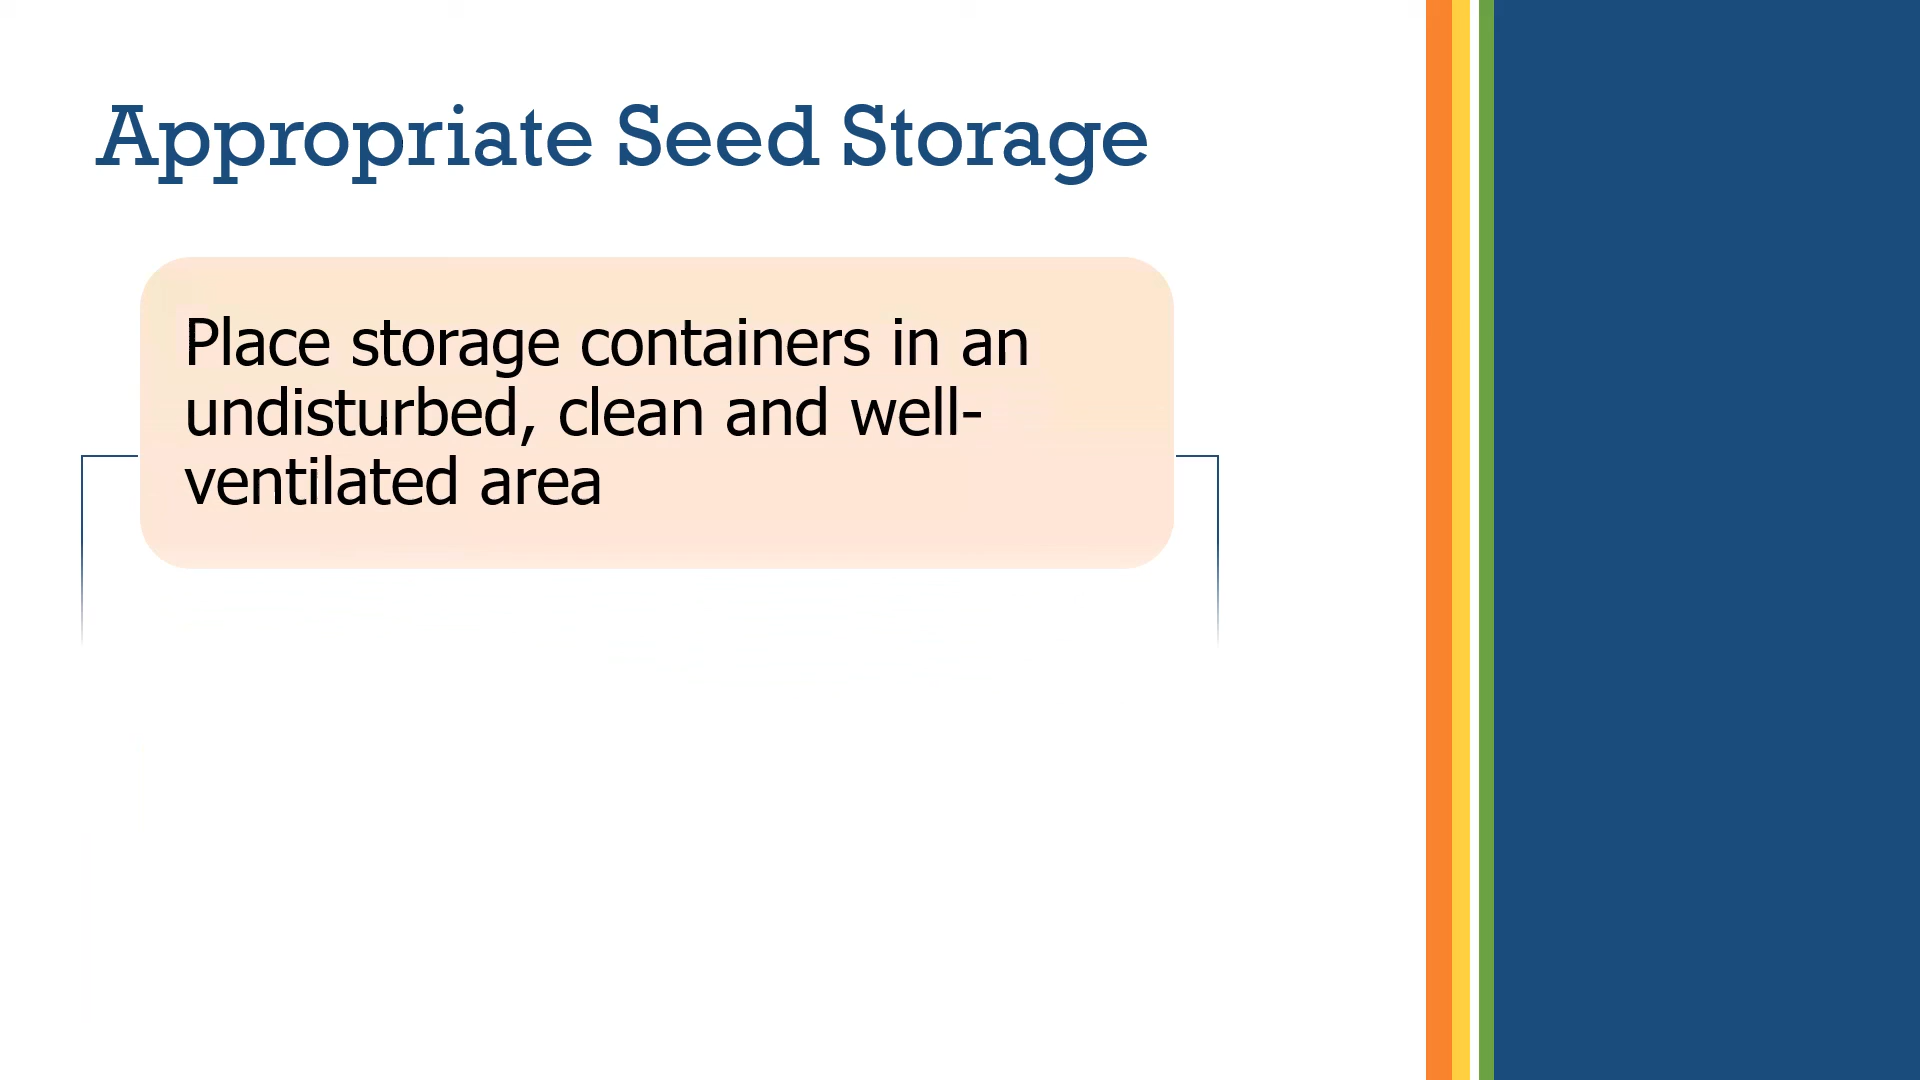 Appropriate Seed Storage
Place storage containers in an
undisturbed, clean and well-
ventilated area